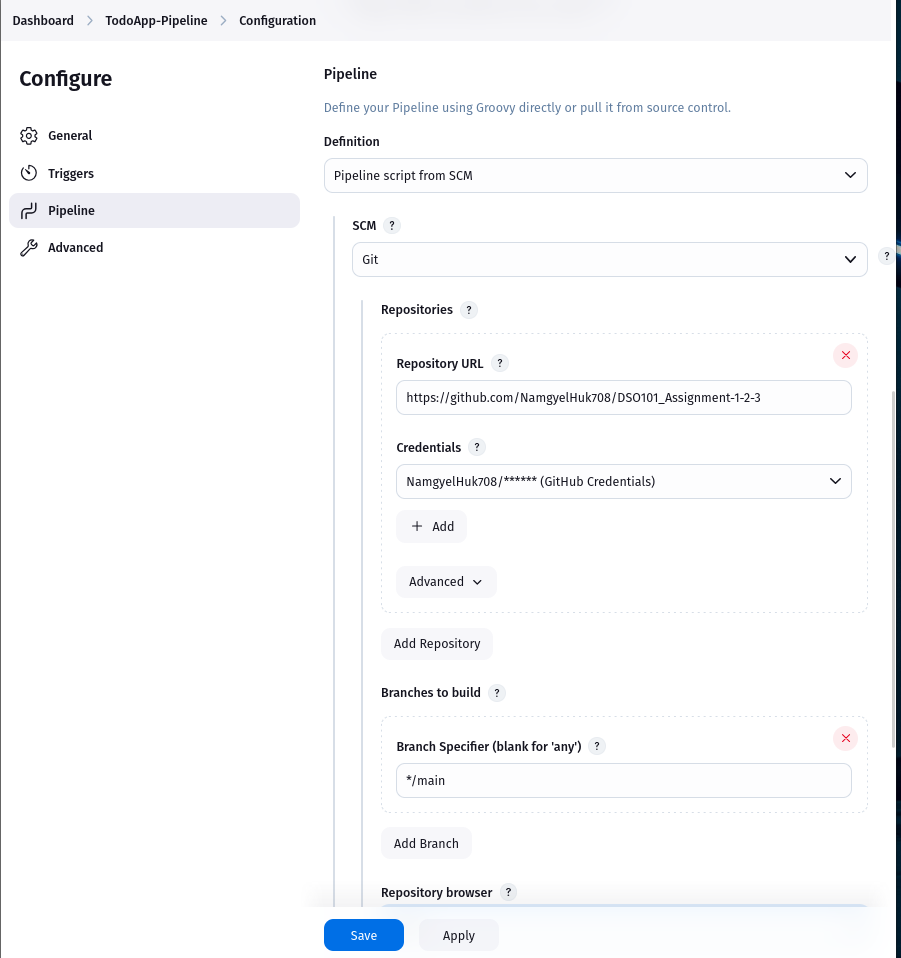 Dashboard > TodoApp-Pipeline > Configuration
Configure
General
Triggers
Pipeline
Advanced
Pipeline
Define your Pipeline using Groovy directly or pull it from source control.
Definition
Pipeline script from SCM
SCM ?
Git
?
Repositories ?
Repository URL ?
https://github.com/NamgyelHuk708/DSO101_Assignment-1-2-3
Credentials ?
NamgyelHuk708/****** (GitHub Credentials)
+ Add
Advanced
Add Repository
Branches to build ?
Branch Specifier (blank for 'any') ?
*/main
Add Branch
Repository browser ?
Save Apply